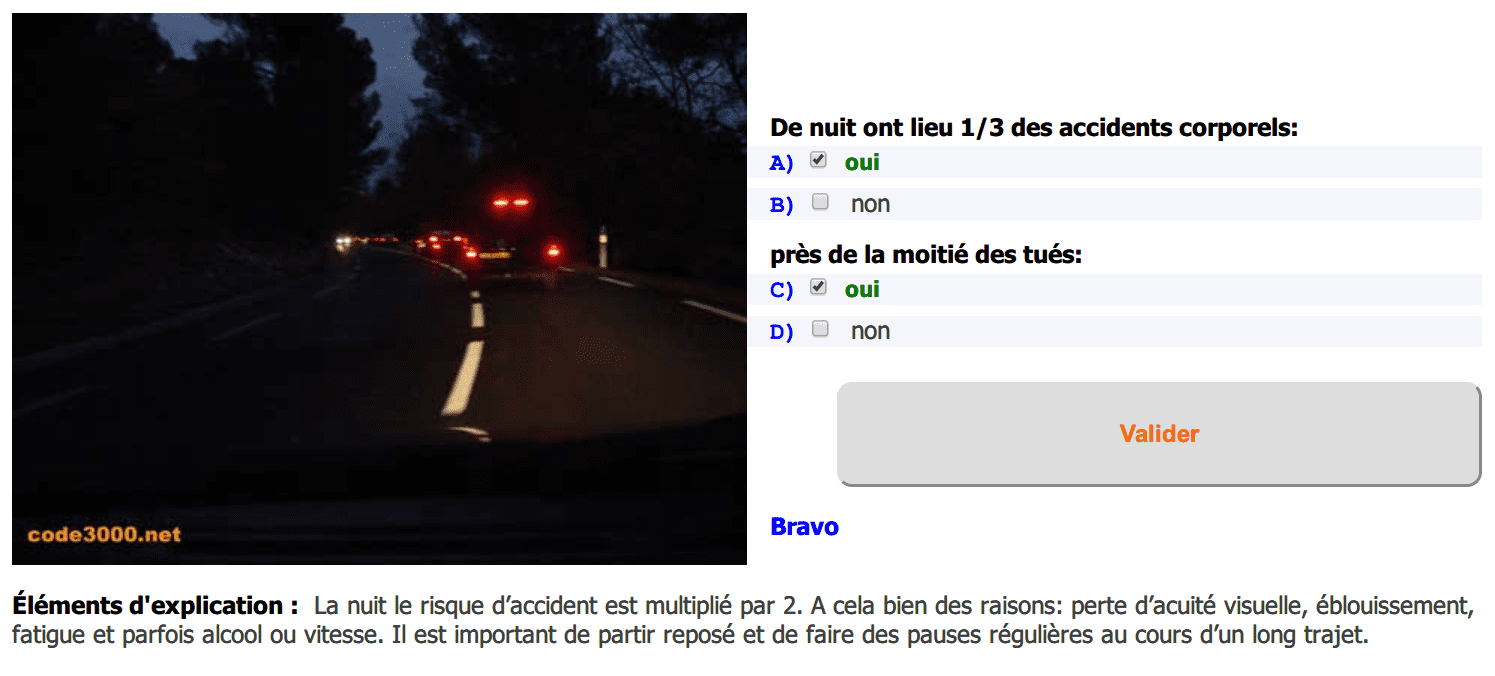 De nuit ont lieu 1/3 des accidents corporels:
A) oui
B) non
près de la moitié des tués:
C) oui
D) non
Valider
Bravo
code3000.net
Éléments d'explication : La nuit le risque d’accident est multiplié par 2. A cela bien des raisons: perte d’acuité visuelle, éblouissement,
fatigue et parfois alcool ou vitesse. Il est important de partir reposé et de faire des pauses régulières au cours d’un long trajet.